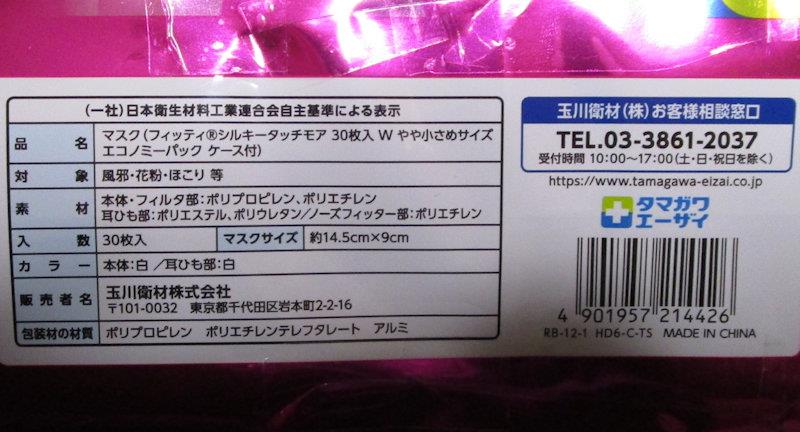 (一社)日本衛生材料工業連合会自主基準による表示
品名 マスク(フィッティ®シルキータッチモア 30枚入 W やや小さめサイズ
エコノミーパック ケース付)
対象 風邪・花粉・ほこり 等
素材 本体・フィルタ部:ポリプロピレン、ポリエチレン
耳ひも部:ポリエステル、ポリウレタン/ノーズフィッター部:ポリエチレン
入数 30枚入 マスクサイズ 約14.5cm×9cm
カラー 本体:白 /耳ひも部:白
販売者名 玉川衛材株式会社
〒101-0032 東京都千代田区岩本町2-2-16
包装材の材質 ポリプロピレン ポリエチレンテレフタレート アルミ
玉川衛材(株)お客様相談窓口
TEL.03-3861-2037
受付時間 10:00〜17:00(土・日・祝日を除く)
https://www.tamagawa-eizai.co.jp
タマガワ
エーザイ
4 901957 214426
RB-12-1 HD6-C-TS MADE IN CHINA